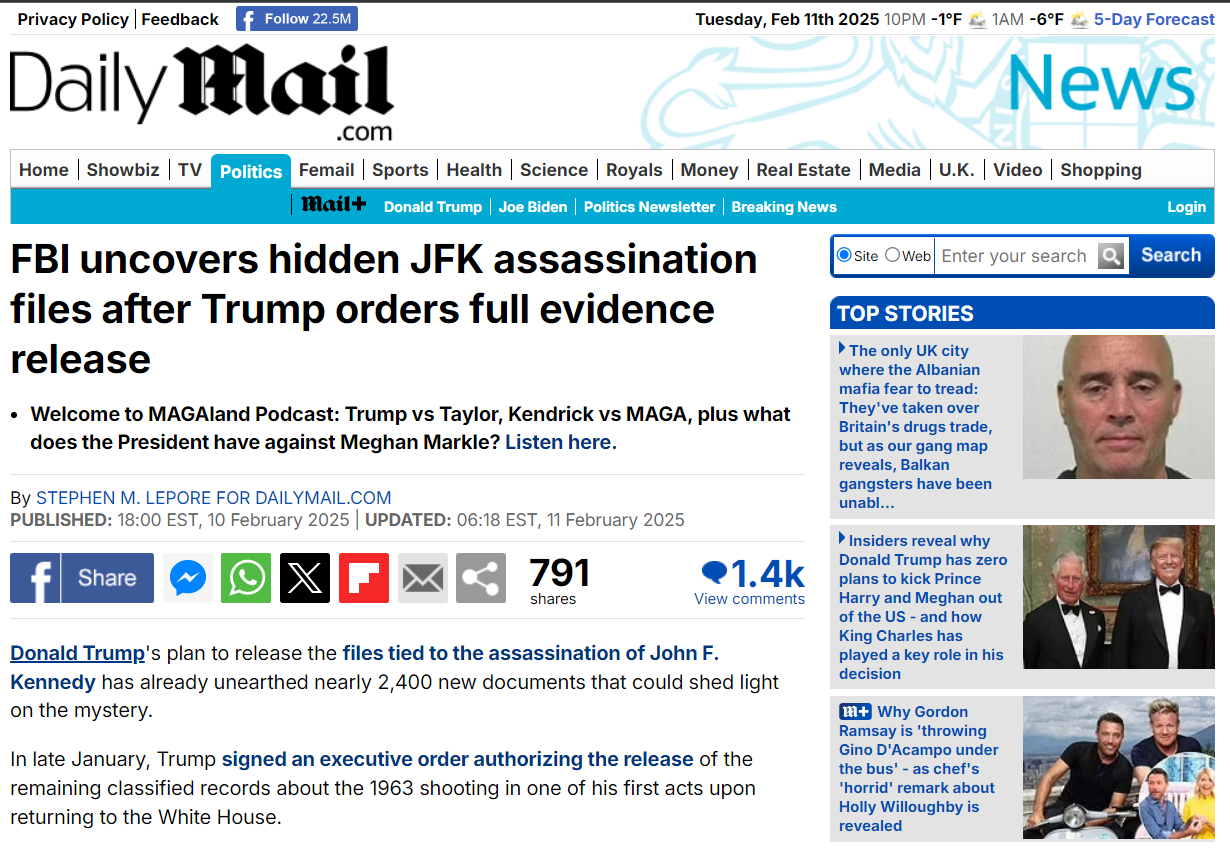 Privacy Policy Feedback Follow 22.5M Tuesday, Feb 11th 2025 10PM -1°F 1AM -6°F 5-Day Forecast
Daily Mail
.com
News
Home Showbiz TV Politics Femail Sports Health Science Royals Money Real Estate Media U.K. Video Shopping
Mail+ Donald Trump Joe Biden Politics Newsletter Breaking News Login
FBI uncovers hidden JFK assassination
files after Trump orders full evidence
release
• Welcome to MAGAland Podcast: Trump vs Taylor, Kendrick vs MAGA, plus what
does the President have against Meghan Markle? Listen here.
By STEPHEN M. LEPORE FOR DAILYMAIL.COM
PUBLISHED: 18:00 EST, 10 February 2025 | UPDATED: 06:18 EST, 11 February 2025
f Share 791
shares
1.4k
View comments
Donald Trump's plan to release the files tied to the assassination of John F.
Kennedy has already unearthed nearly 2,400 new documents that could shed light
on the mystery.
In late January, Trump signed an executive order authorizing the release of the
remaining classified records about the 1963 shooting in one of his first acts upon
returning to the White House.
Site Web Enter your search Search
TOP STORIES
The only UK city
where the Albanian
mafia fear to tread:
They've taken over
Britain's drugs trade,
but as our gang map
reveals, Balkan
gangsters have been
unabl...
Insiders reveal why
Donald Trump has zero
plans to kick Prince
Harry and Meghan out
of the US - and how
King Charles has
played a key role in his
decision
m+ Why Gordon
Ramsay is 'throwing
Gino D'Acampo under
the bus' - as chef's
'horrid' remark about
Holly Willoughby is
revealed